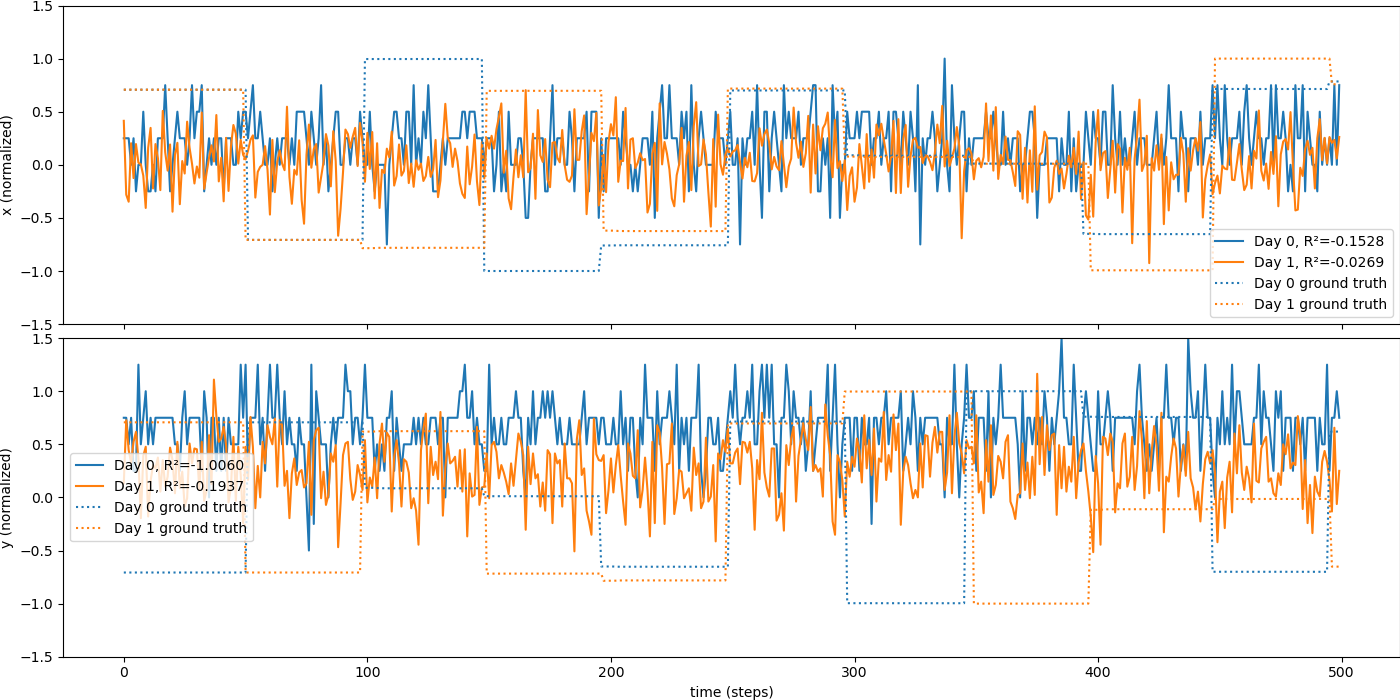 1.5
1.0
0.5
0.0
−0.5
−1.0
−1.5
x (normalized)
Day 0, R²=-0.1528
Day 1, R²=-0.0269
Day 0 ground truth
Day 1 ground truth
1.5
1.0
0.5
0.0
−0.5
−1.0
−1.5
y (normalized)
Day 0, R²=-1.0060
Day 1, R²=-0.1937
Day 0 ground truth
Day 1 ground truth
0 100 200 300 400 500
time (steps)